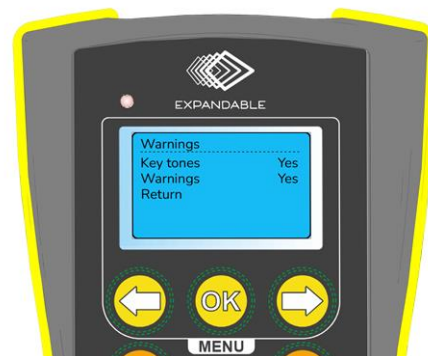 EXPANDABLE
Warnings
Key tones Yes
Warnings Yes
Return
OK
MENU